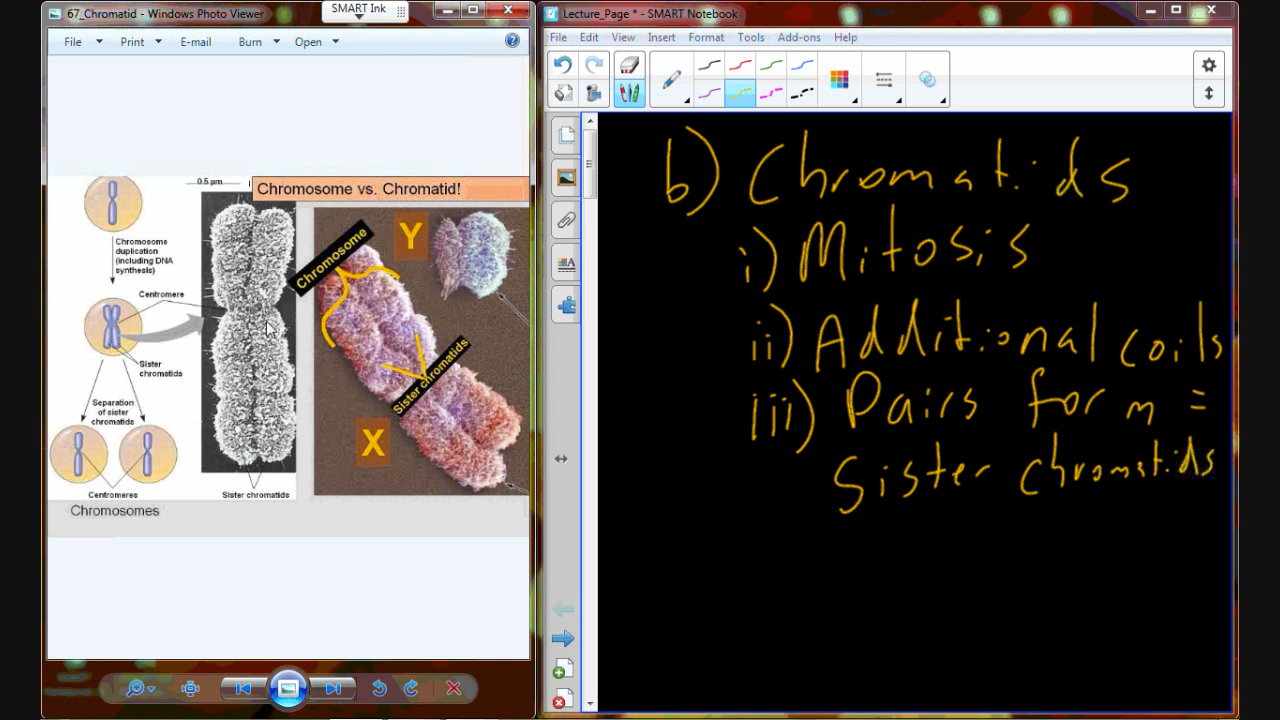 67_Chromatid - Windows Photo Viewer
SMART Ink
File Print E-mail Burn Open
0.5 µm
Chromosome vs. Chromatid!
Chromosome
duplication
(including DNA
synthesis)
Centromere
Sister
chromatids
Separation
of sister
chromatids
Centromeres
Sister chromatids
Chromosome
Y
Sister chromatids
X
Chromosomes
Lecture_Page * - SMART Notebook
File Edit View Insert Format Tools Add-ons Help
b) Chromatids
i) Mitosis
ii) Additional coils
iii) Pairs form =
Sister chromatids